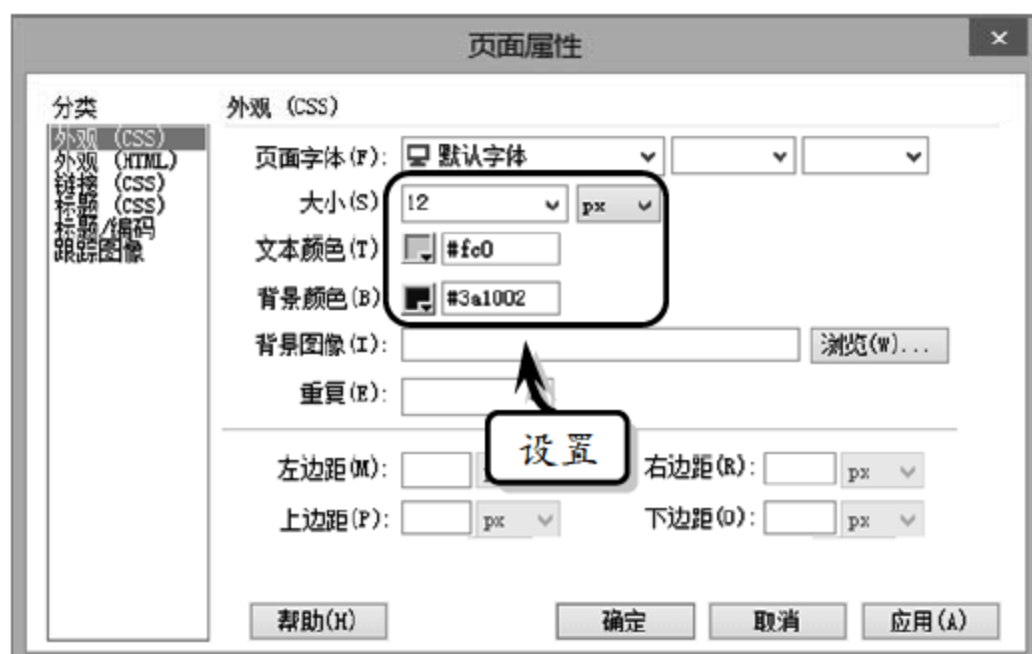 页面属性
分类
外观 (CSS)
外观 (HTML)
链接 (CSS)
标题 (CSS)
标题/编码
跟踪图像
外观 (CSS)
页面字体(F): 默认字体
大小(S) 12 px
文本颜色(T) #fc0
背景颜色(B) #3a1002
背景图像(I): 浏览(W)...
重复(E):
设置
左边距(M): 右边距(R): px
上边距(P): px 下边距(O): px
帮助(H) 确定 取消 应用(A)